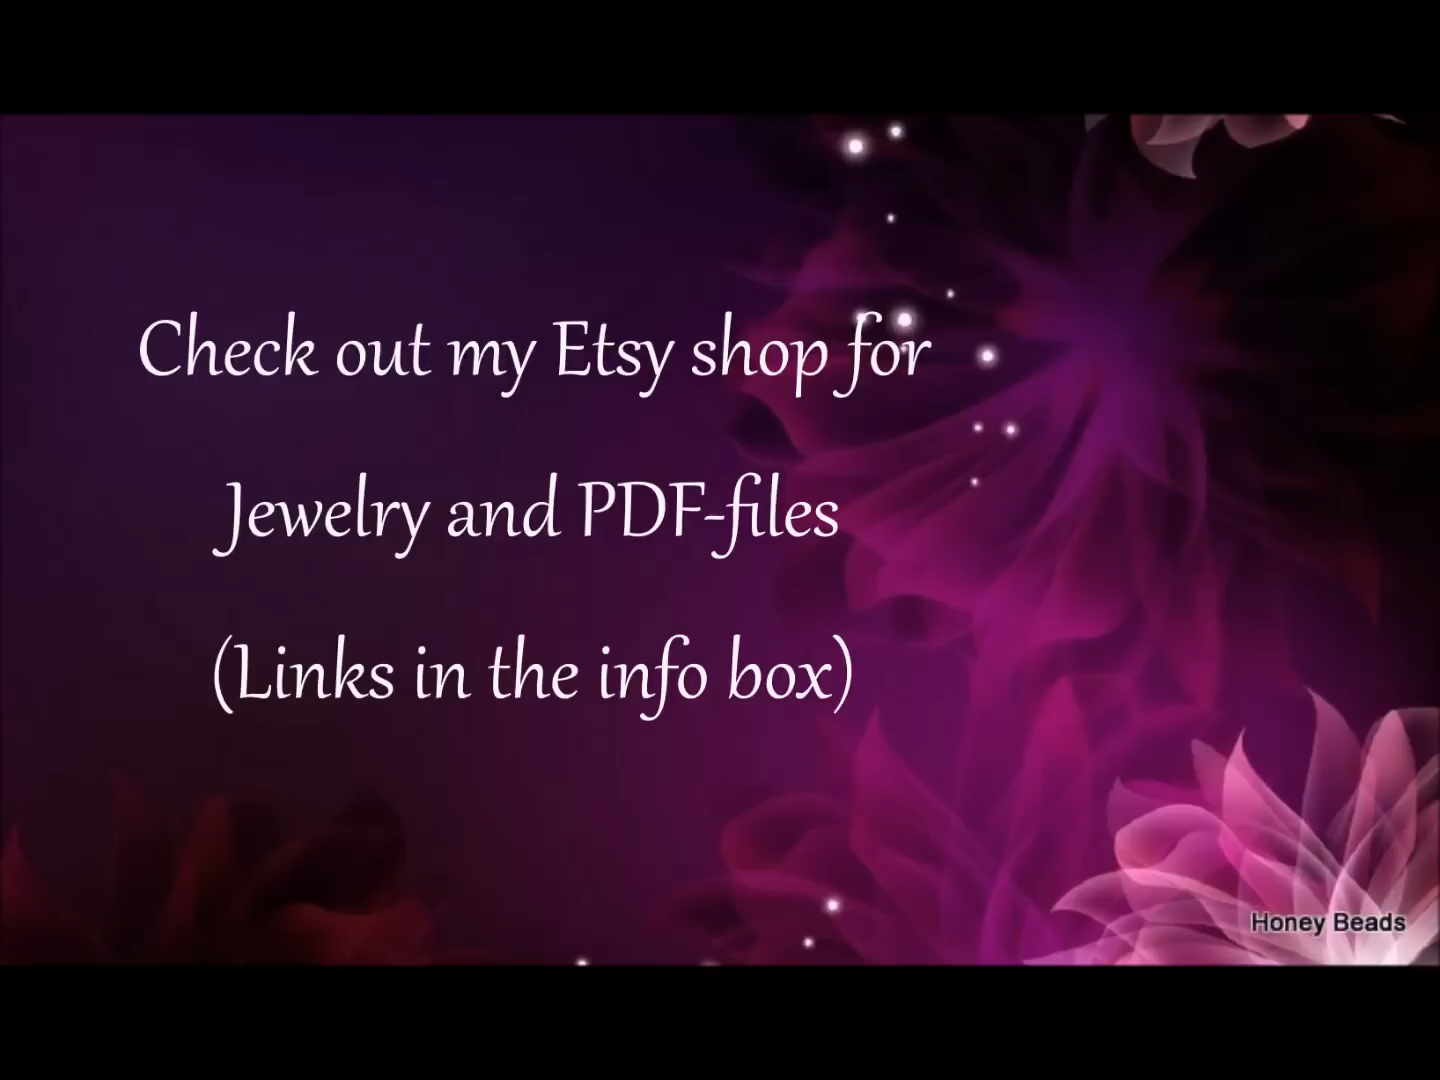 Check out my Etsy shop for
Jewelry and PDF-files
(Links in the info box)
Honey Beads